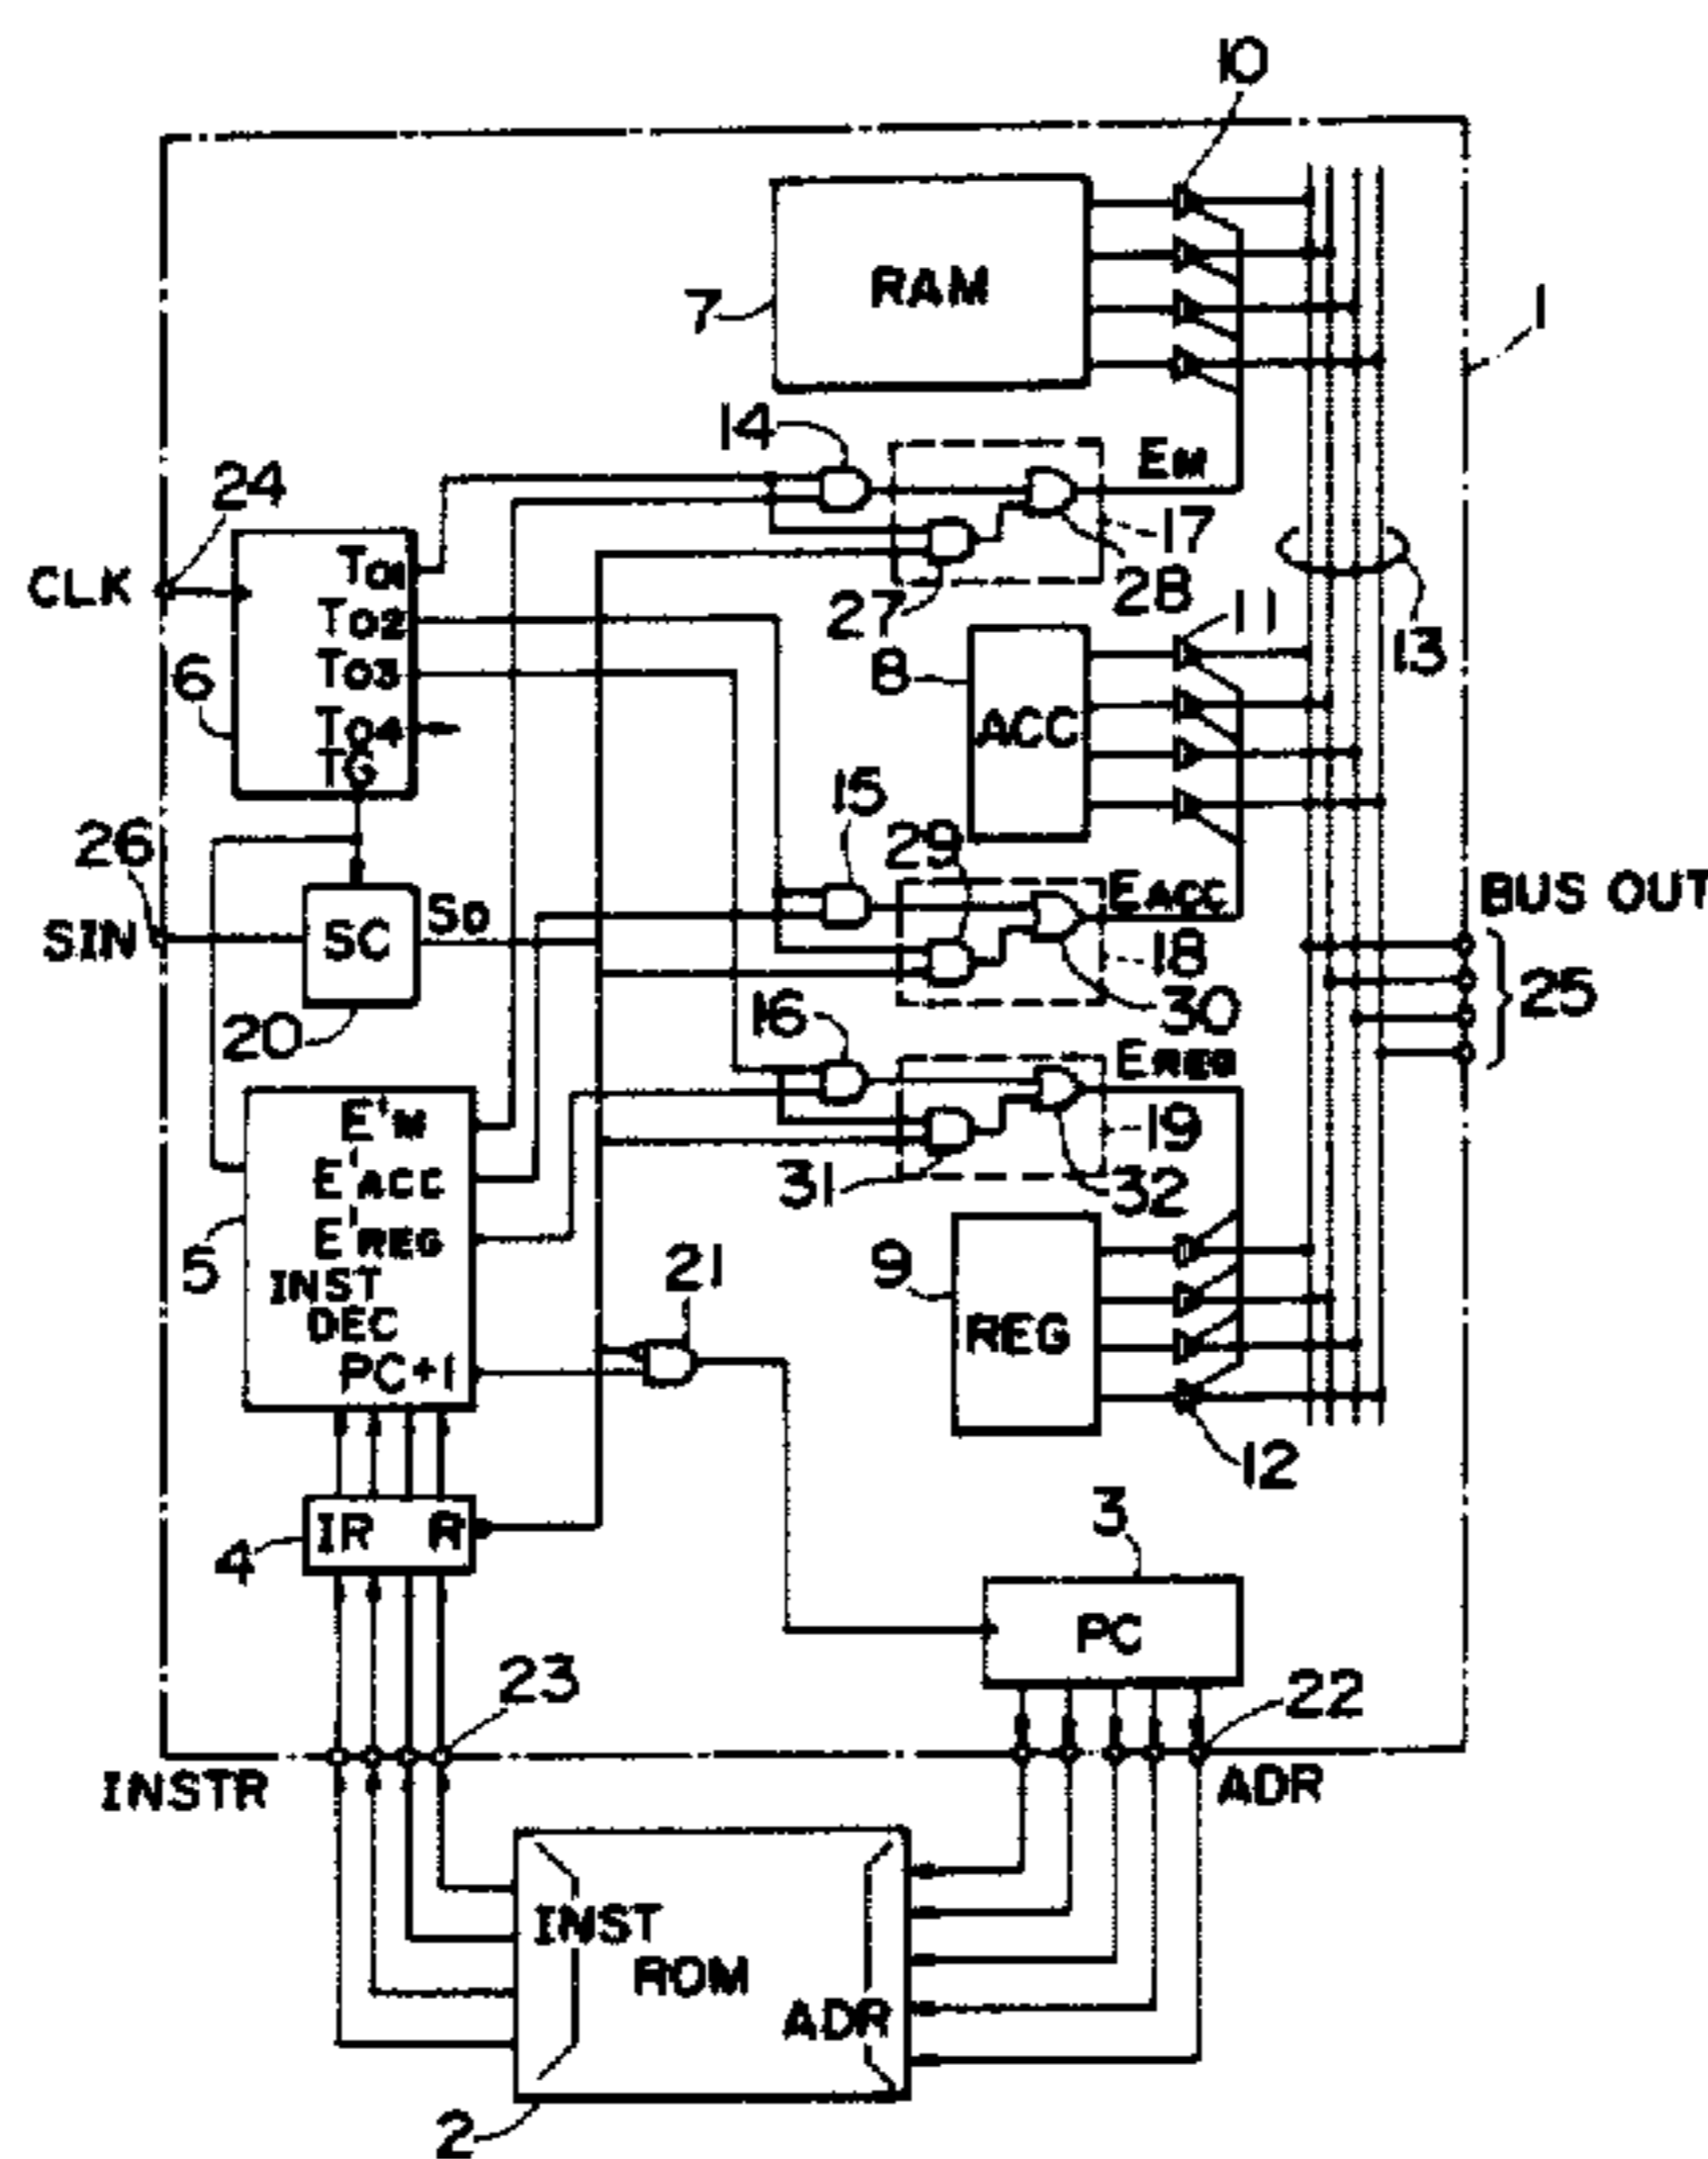 10
RAM
7
1
14
EM
24
17
CLK
To1
28
To2
27
11
To3
8
13
6
To4
ACC
TG
15
26
29
EACC
BUS OUT
So
SIN
SC
18
25
16
30
20
EREG
E'M
19
E'ACC
31
32
E'REG
5
21
9
INST
DEC
REG
PC+1
12
3
IR
R
4
PC
23
22
INSTR
ADR
INST
ROM
ADR
2